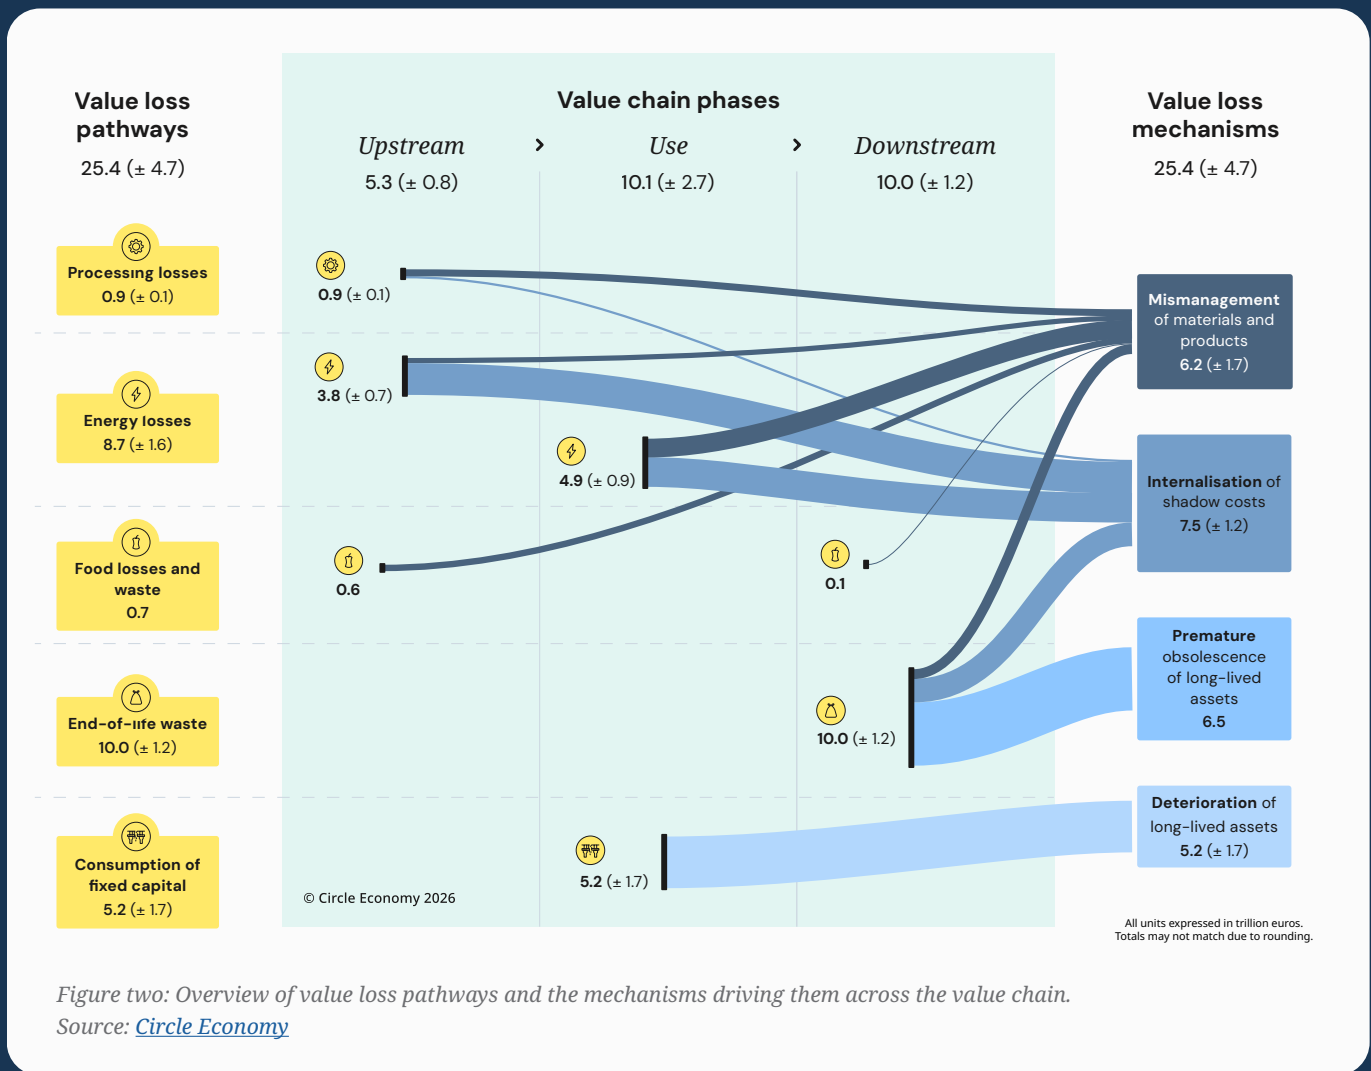 Value loss
pathways
25.4 (± 4.7)
Value chain phases
Upstream
5.3 (± 0.8)
Use
10.1 (± 2.7)
Downstream
10.0 (± 1.2)
Value loss
mechanisms
25.4 (± 4.7)
Processing losses
0.9 (± 0.1)
Energy losses
8.7 (± 1.6)
Food losses and
waste
0.7
End-of-life waste
10.0 (± 1.2)
Consumption of
fixed capital
5.2 (± 1.7)
0.9 (± 0.1)
3.8 (± 0.7)
4.9 (± 0.9)
0.6
0.1
10.0 (± 1.2)
5.2 (± 1.7)
© Circle Economy 2026
Mismanagement
of materials and
products
6.2 (± 1.7)
Internalisation of
shadow costs
7.5 (± 1.2)
Premature
obsolescence
of long-lived
assets
6.5
Deterioration of
long-lived assets
5.2 (± 1.7)
All units expressed in trillion euros.
Totals may not match due to rounding.
Figure two: Overview of value loss pathways and the mechanisms driving them across the value chain.
Source: Circle Economy